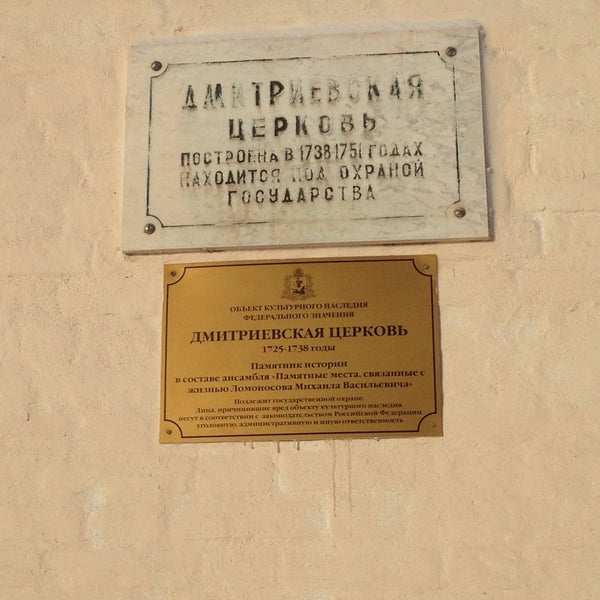 ДМИТРИЕВСКАЯ
ЦЕРКОВЬ
ПОСТРОЕНА В 1738-1751 ГОДАХ
НАХОДИТСЯ ПОД ОХРАНОЙ
ГОСУДАРСТВА
ОБЪЕКТ КУЛЬТУРНОГО НАСЛЕДИЯ
ФЕДЕРАЛЬНОГО ЗНАЧЕНИЯ
ДМИТРИЕВСКАЯ ЦЕРКОВЬ
1725-1738 годы
Памятник истории
в составе ансамбля «Памятные места, связанные с
жизнью Ломоносова Михаила Васильевича»
Подлежит государственной охране.
Лица, причинившие вред объекту культурного наследия
несут в соответствии с законодательством Российской Федерации
уголовную, административную и иную ответственность